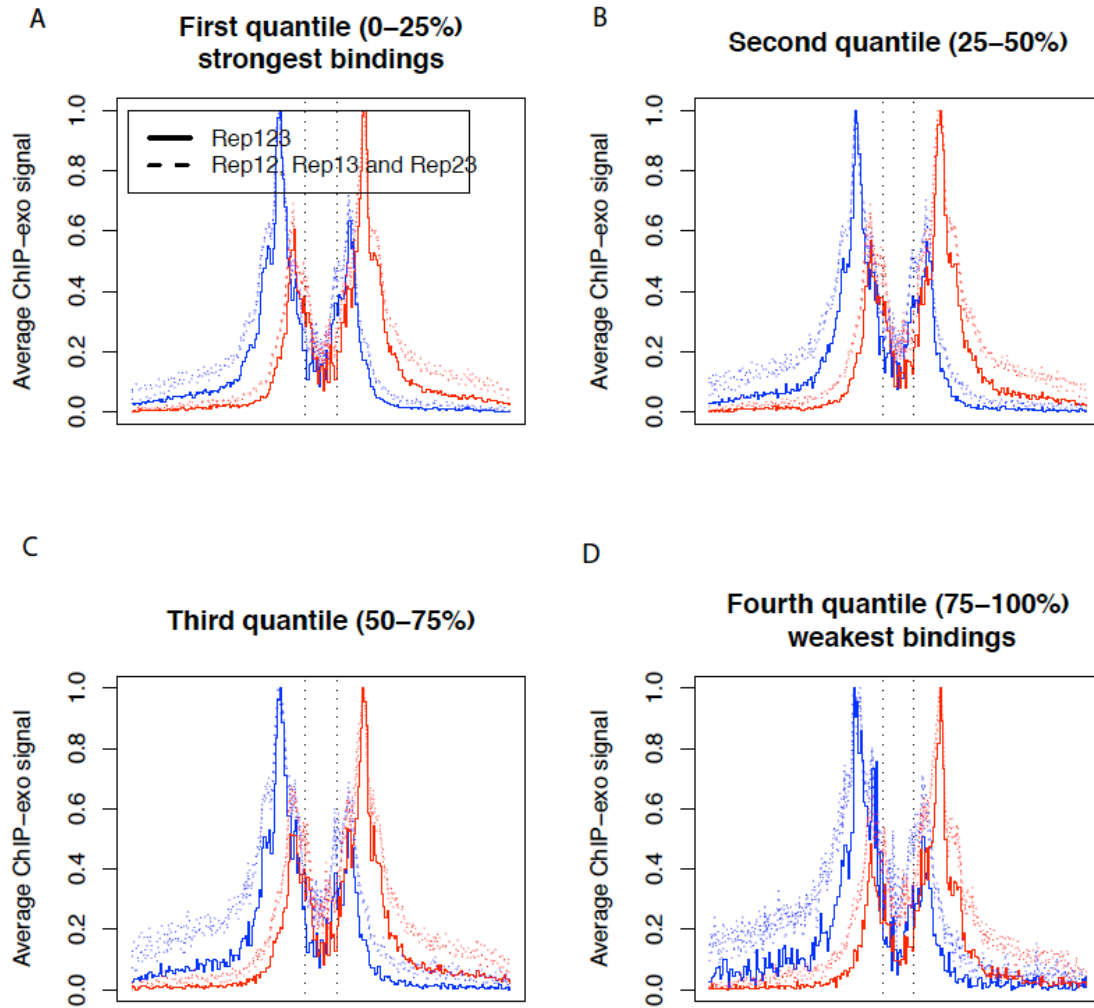 A
First quantile (0–25%)
strongest bindings
Average ChIP–exo signal
0.0 0.2 0.4 0.6 0.8 1.0
Rep123
Rep12, Rep13 and Rep23
B
Second quantile (25–50%)
Average ChIP–exo signal
0.0 0.2 0.4 0.6 0.8 1.0
C
Third quantile (50–75%)
Average ChIP–exo signal
0.0 0.2 0.4 0.6 0.8 1.0
D
Fourth quantile (75–100%)
weakest bindings
Average ChIP–exo signal
0.0 0.2 0.4 0.6 0.8 1.0